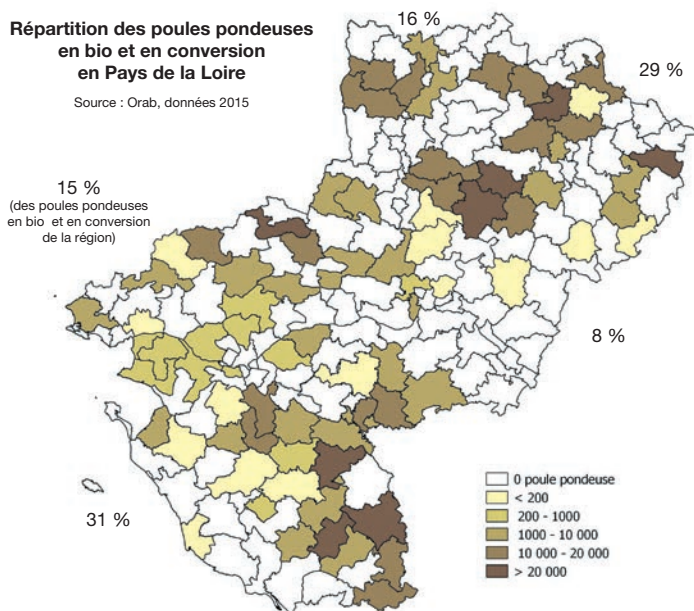 Répartition des poules pondeuses
en bio et en conversion
en Pays de la Loire
Source : Orab, données 2015
16 %
29 %
15 %
(des poules pondeuses
en bio et en conversion
de la région)
8 %
31 %
0 poule pondeuse
< 200
200 - 1000
1000 - 10 000
10 000 - 20 000
> 20 000